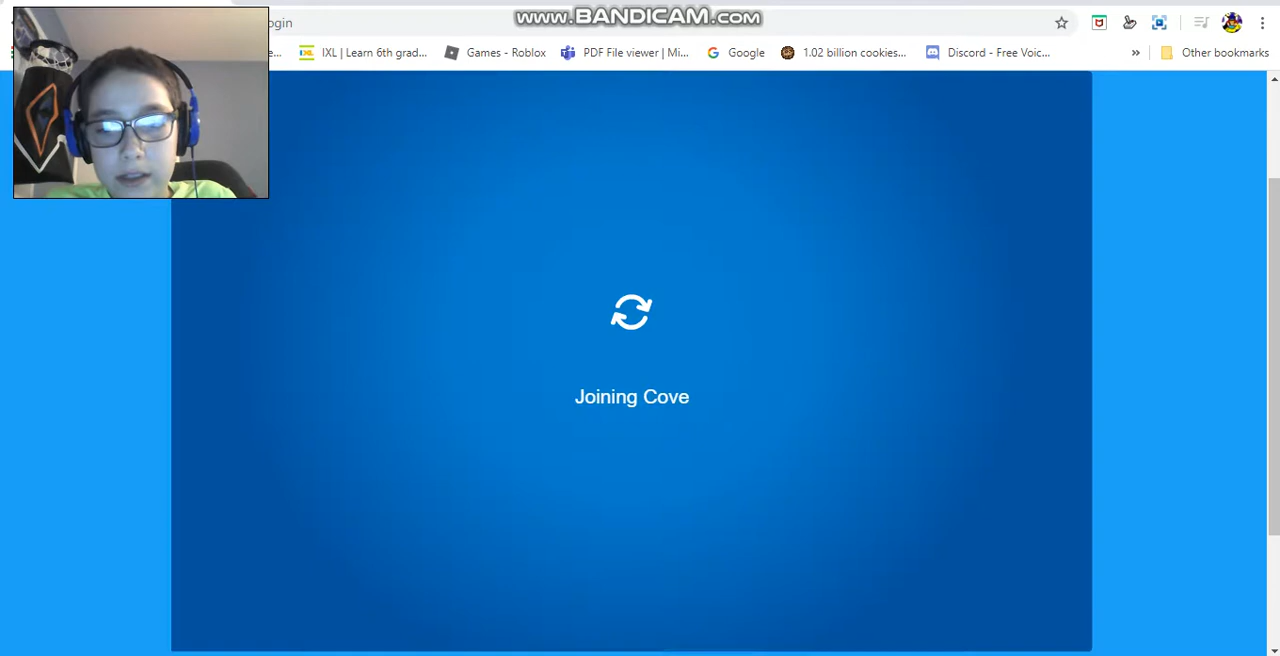 www.BANDICAM.com
ogin
e...
IXL | Learn 6th grad...
Games - Roblox
PDF File viewer | Mi...
Google
1.02 billion cookies...
Discord - Free Voic...
»
Other bookmarks
Joining Cove